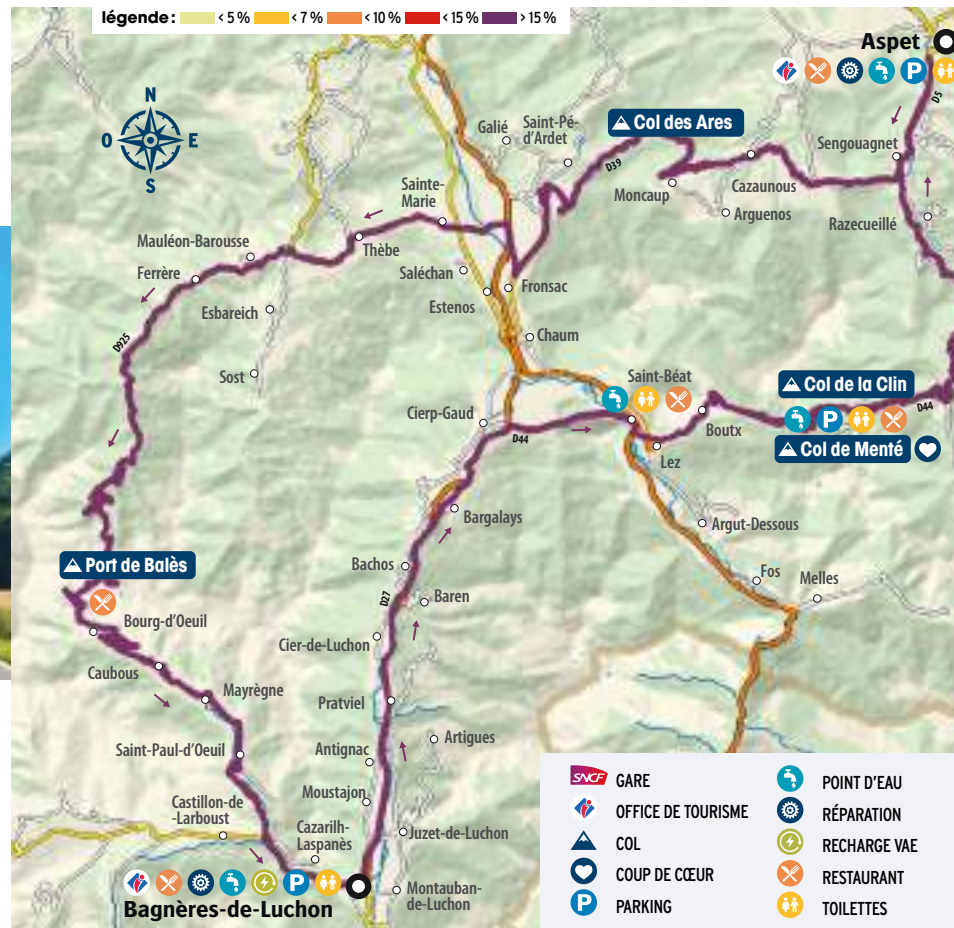 légende : < 5 % < 7 % < 10 % < 15 % > 15 %
Aspet
N
O E
S
D5
Galié
Saint-Pé-
d'Ardet
Col des Ares
Sengouagnet
D39
Sainte-
Marie
Moncaup
Cazaunous
Arguenos
Razecueillé
Mauléon-Barousse
Thèbe
Ferrère
Saléchan
Fronsac
Estenos
Esbareich
Chaum
D925
Sost
Saint-Béat
Col de la Clin
D44
Cierp-Gaud
D44
Boutx
Col de Menté
Lez
Bargalays
Argut-Dessous
Port de Balès
Bachos
Fos
Melles
D27
Baren
Bourg-d'Oeuil
Cier-de-Luchon
Caubous
Mayrègne
Pratviel
Saint-Paul-d'Oeuil
Antignac
Artigues
Moustajon
Castillon-de
-Larboust
Cazarilh-
Laspanès
Juzet-de-Luchon
Bagnères-de-Luchon
Montauban-
de-Luchon
SNCF GARE
OFFICE DE TOURISME
COL
COUP DE CŒUR
P PARKING
POINT D'EAU
RÉPARATION
RECHARGE VAE
RESTAURANT
TOILETTES